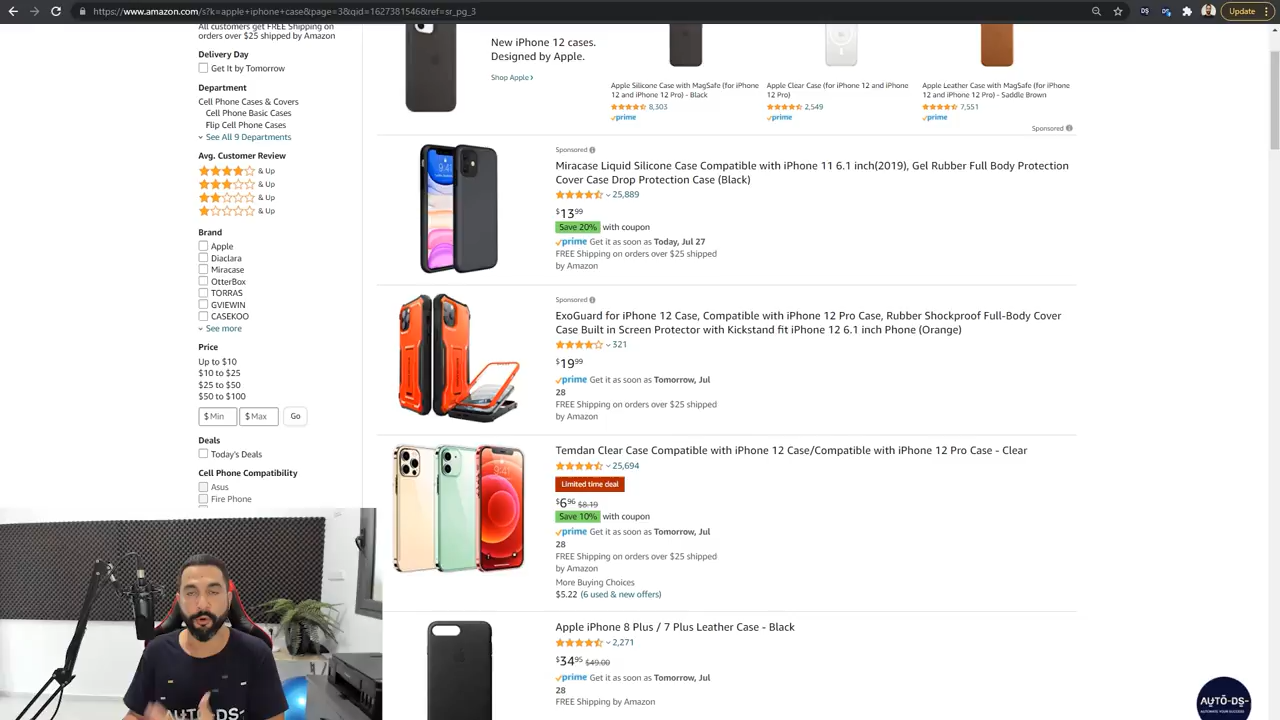 https://www.amazon.com/s?k=case&page=3&qid=1627381546&ref=sr_pg_3
All customers get FREE Shipping on
orders over $25 shipped by Amazon
Delivery Day
Get It by Tomorrow
Department
Cell Phone Cases & Covers
Cell Phone Basic Cases
Flip Cell Phone Cases
See All 9 Departments
Avg. Customer Review
& Up
& Up
& Up
& Up
Brand
Apple
Diaclara
Miracase
OtterBox
TORRAS
GVIEWIN
CASEKOO
See more
Price
Up to $10
$10 to $25
$25 to $50
$50 to $100
$ Min
$ Max
Go
Deals
Today's Deals
Cell Phone Compatibility
Asus
Fire Phone
New iPhone 12 cases.
Designed by Apple.
Shop Apple ›
Apple Silicone Case with MagSafe (for iPhone
12 and iPhone 12 Pro) - Black
8,303
prime
Apple Clear Case (for iPhone 12 and iPhone
12 Pro)
2,549
prime
Apple Leather Case with MagSafe (for iPhone
12 and iPhone 12 Pro) - Saddle Brown
7,551
prime
Sponsored
Sponsored
Miracase Liquid Silicone Case Compatible with iPhone 11 6.1 inch(2019), Gel Rubber Full Body Protection
Cover Case Drop Protection Case (Black)
25,889
$13.99
Save 20% with coupon
prime Get it as soon as Today, Jul 27
FREE Shipping on orders over $25 shipped
by Amazon
Sponsored
ExoGuard for iPhone 12 Case, Compatible with iPhone 12 Pro Case, Rubber Shockproof Full-Body Cover
Case Built in Screen Protector with Kickstand fit iPhone 12 6.1 inch Phone (Orange)
321
$19.99
prime Get it as soon as Tomorrow, Jul
28
FREE Shipping on orders over $25 shipped
by Amazon
Temdan Clear Case Compatible with iPhone 12 Case/Compatible with iPhone 12 Pro Case - Clear
25,694
Limited time deal
$6.96 $8.19
Save 10% with coupon
prime Get it as soon as Tomorrow, Jul
28
FREE Shipping on orders over $25 shipped
by Amazon
More Buying Choices
$5.22 (6 used & new offers)
Apple iPhone 8 Plus / 7 Plus Leather Case - Black
2,271
$34.95 $49.00
prime Get it as soon as Tomorrow, Jul
28
FREE Shipping by Amazon
AUTO-DS-
AUTO-DS-
AUTOMATE YOUR SUCCESS